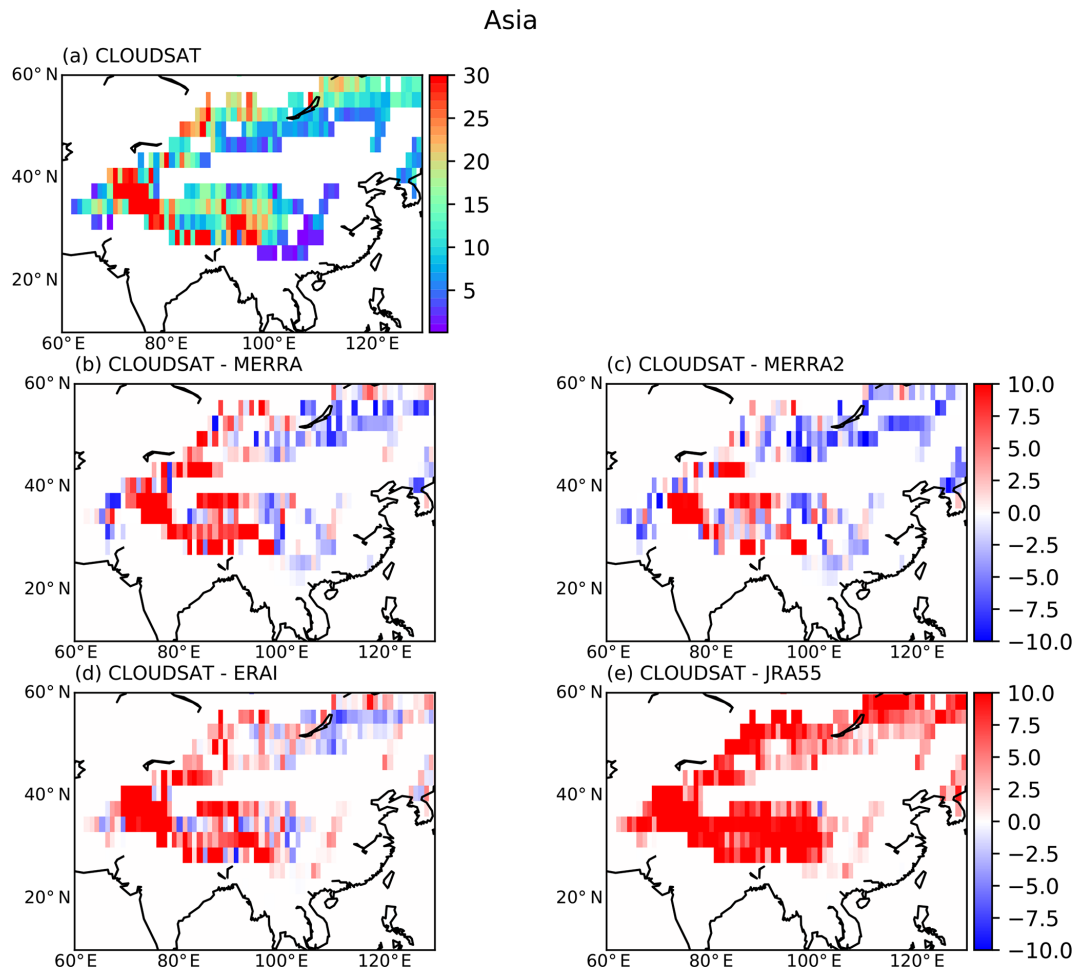 Asia
(a) CLOUDSAT
60° N
40° N
20° N
60° E
80° E
100° E
120° E
30
25
20
15
10
5
(b) CLOUDSAT - MERRA
60° N
40° N
20° N
60° E
80° E
100° E
120° E
(c) CLOUDSAT - MERRA2
60° N
40° N
20° N
60° E
80° E
100° E
120° E
10.0
7.5
5.0
2.5
0.0
−2.5
−5.0
−7.5
−10.0
(d) CLOUDSAT - ERAI
60° N
40° N
20° N
60° E
80° E
100° E
120° E
(e) CLOUDSAT - JRA55
60° N
40° N
20° N
60° E
80° E
100° E
120° E
10.0
7.5
5.0
2.5
0.0
−2.5
−5.0
−7.5
−10.0